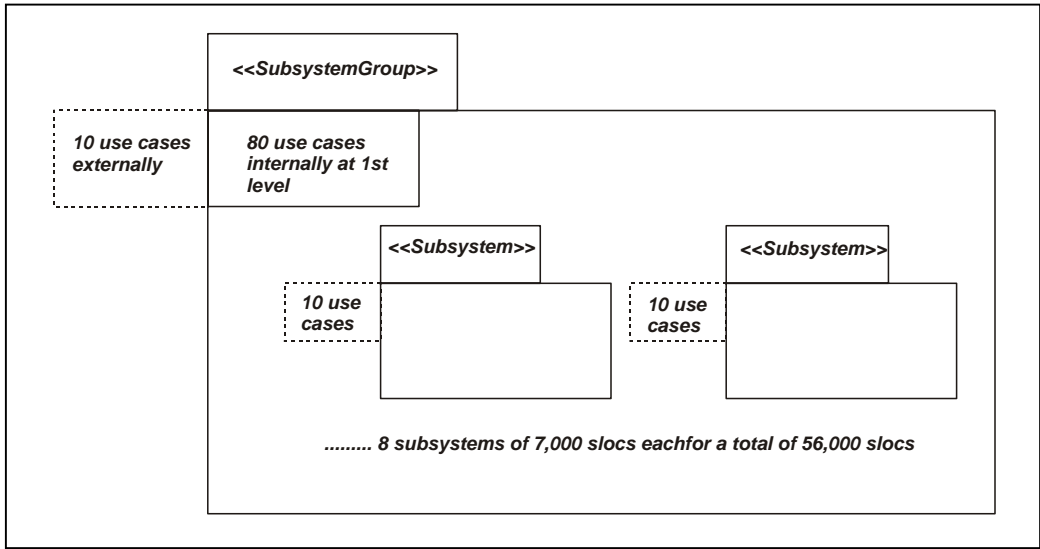 <<SubsystemGroup>>
10 use cases
externally
80 use cases
internally at 1st
level
<<Subsystem>>
<<Subsystem>>
10 use
cases
10 use
cases
......... 8 subsystems of 7,000 slocs eachfor a total of 56,000 slocs